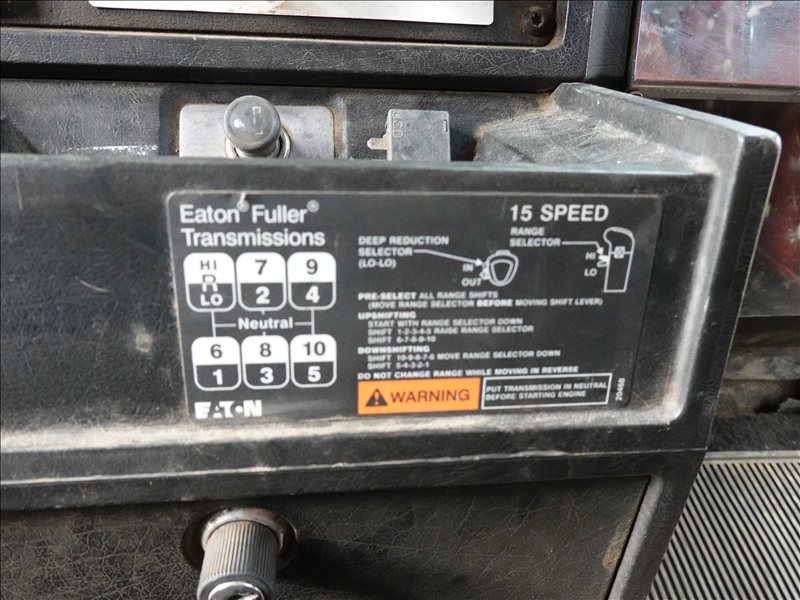 Eaton® Fuller®
Transmissions
15 SPEED
HI
R
LO
7
2
9
4
Neutral
6
1
8
3
10
5
EATON
DEEP REDUCTION
SELECTOR
(LO-LO)
IN
OUT
RANGE
SELECTOR
HI
LO
PRE-SELECT ALL RANGE SHIFTS
(MOVE RANGE SELECTOR BEFORE MOVING SHIFT LEVER)
UPSHIFTING
START WITH RANGE SELECTOR DOWN
SHIFT 1-2-3-4-5 RAISE RANGE SELECTOR
SHIFT 6-7-8-9-10
DOWNSHIFTING
SHIFT 10-9-8-7-6 MOVE RANGE SELECTOR DOWN
SHIFT 5-4-3-2-1
DO NOT CHANGE RANGE WHILE MOVING IN REVERSE
WARNING
PUT TRANSMISSION IN NEUTRAL
BEFORE STARTING ENGINE
20468